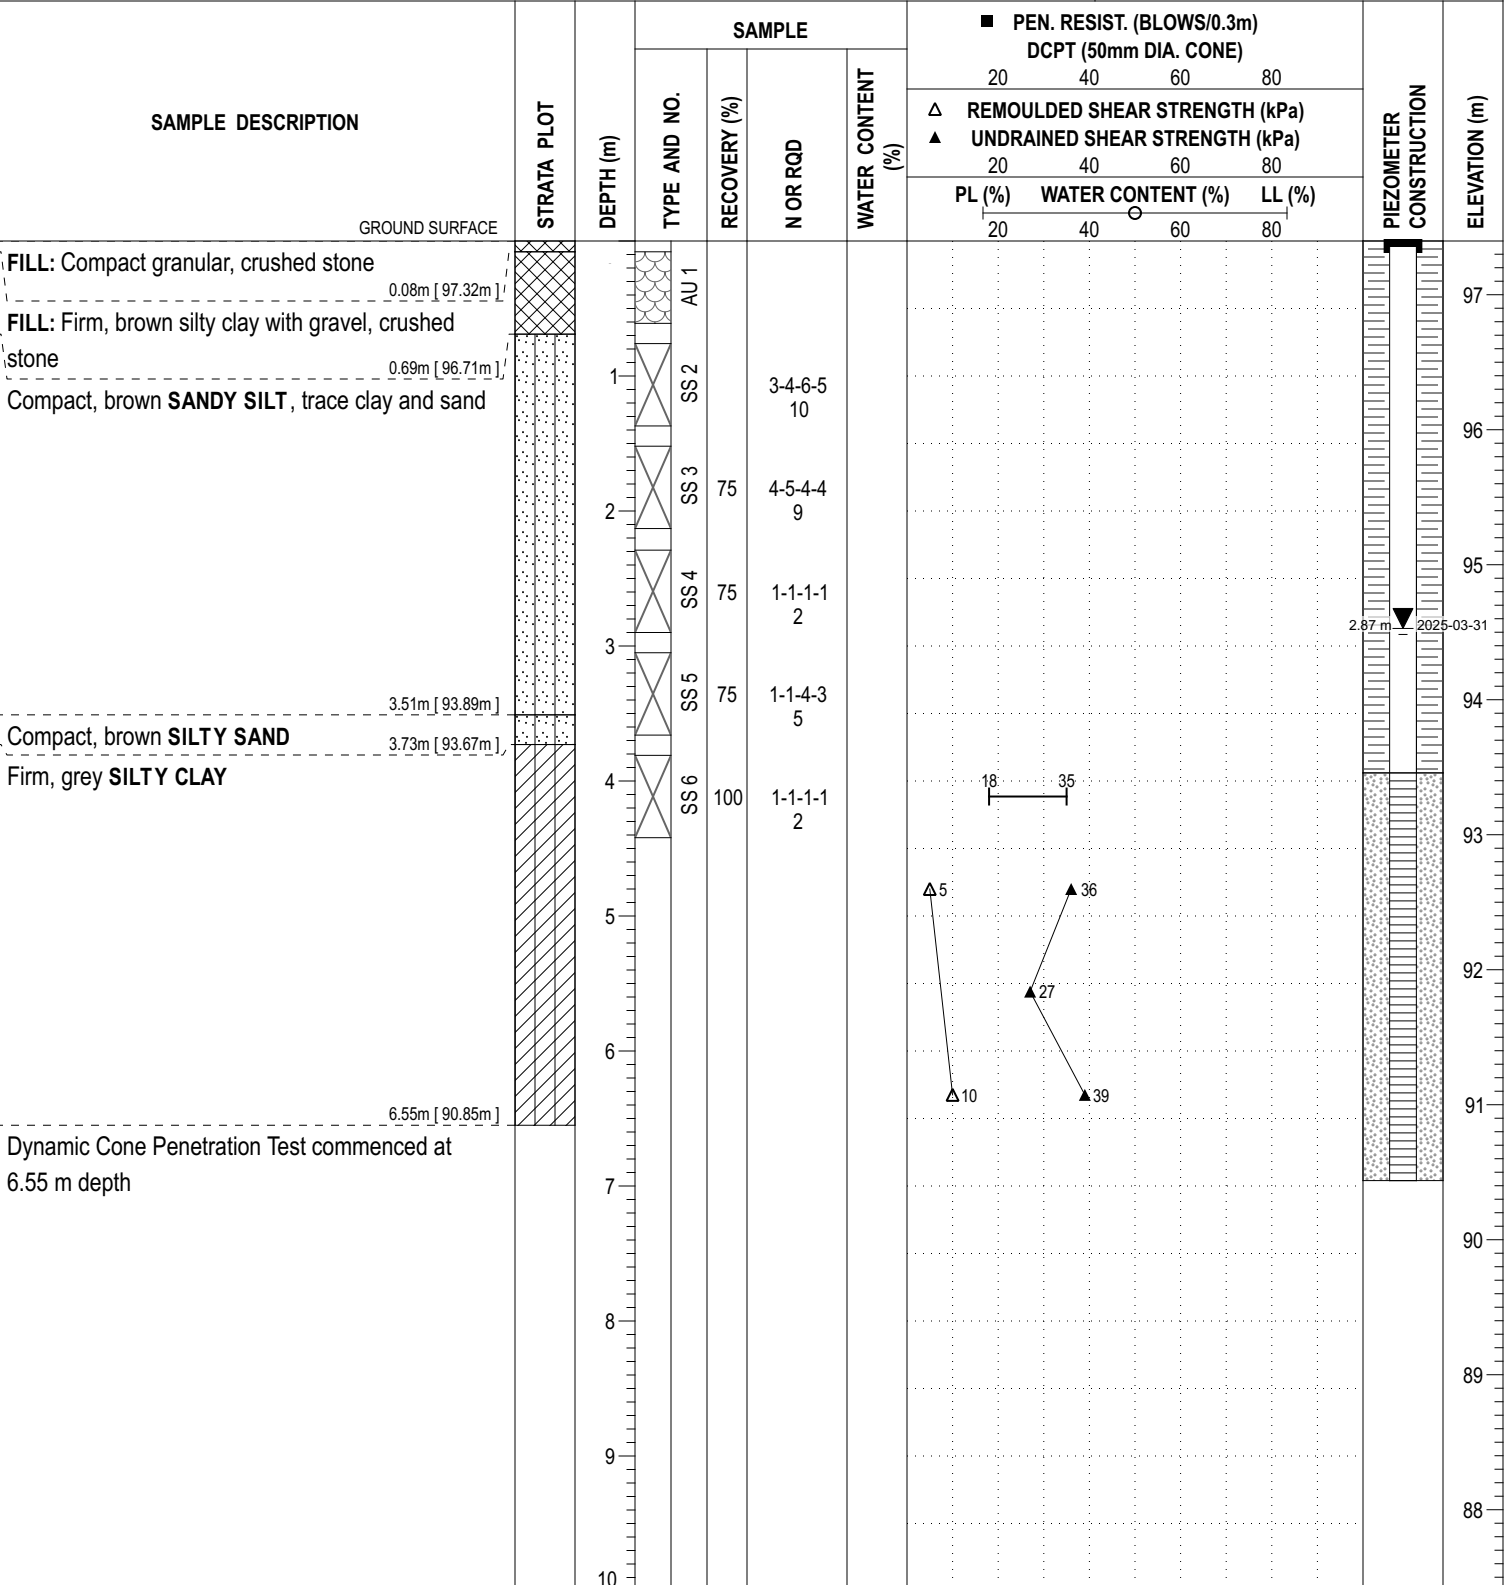 SAMPLE DESCRIPTION
GROUND SURFACE
STRATA PLOT
DEPTH (m)
SAMPLE
TYPE AND NO.
RECOVERY (%)
N OR RQD
WATER CONTENT
(%)
■ PEN. RESIST. (BLOWS/0.3m)
DCPT (50mm DIA. CONE)
20 40 60 80
△ REMOULDED SHEAR STRENGTH (kPa)
▲ UNDRAINED SHEAR STRENGTH (kPa)
20 40 60 80
PL (%) WATER CONTENT (%) LL (%)
20 40 60 80
PIEZOMETER
CONSTRUCTION
ELEVATION (m)
FILL: Compact granular, crushed stone
0.08m [ 97.32m ]
FILL: Firm, brown silty clay with gravel, crushed
stone
0.69m [ 96.71m ]
Compact, brown SANDY SILT, trace clay and sand
3.51m [ 93.89m ]
Compact, brown SILTY SAND
3.73m [ 93.67m ]
Firm, grey SILTY CLAY
6.55m [ 90.85m ]
Dynamic Cone Penetration Test commenced at
6.55 m depth
1
2
3
4
5
6
7
8
9
10
AU 1
SS 2
3-4-6-5
10
SS 3
75
4-5-4-4
9
SS 4
75
1-1-1-1
2
SS 5
75
1-1-4-3
5
SS 6
100
1-1-1-1
2
18 35
5 36
27
10 39
2.87 m 2025-03-31
97
96
95
94
93
92
91
90
89
88